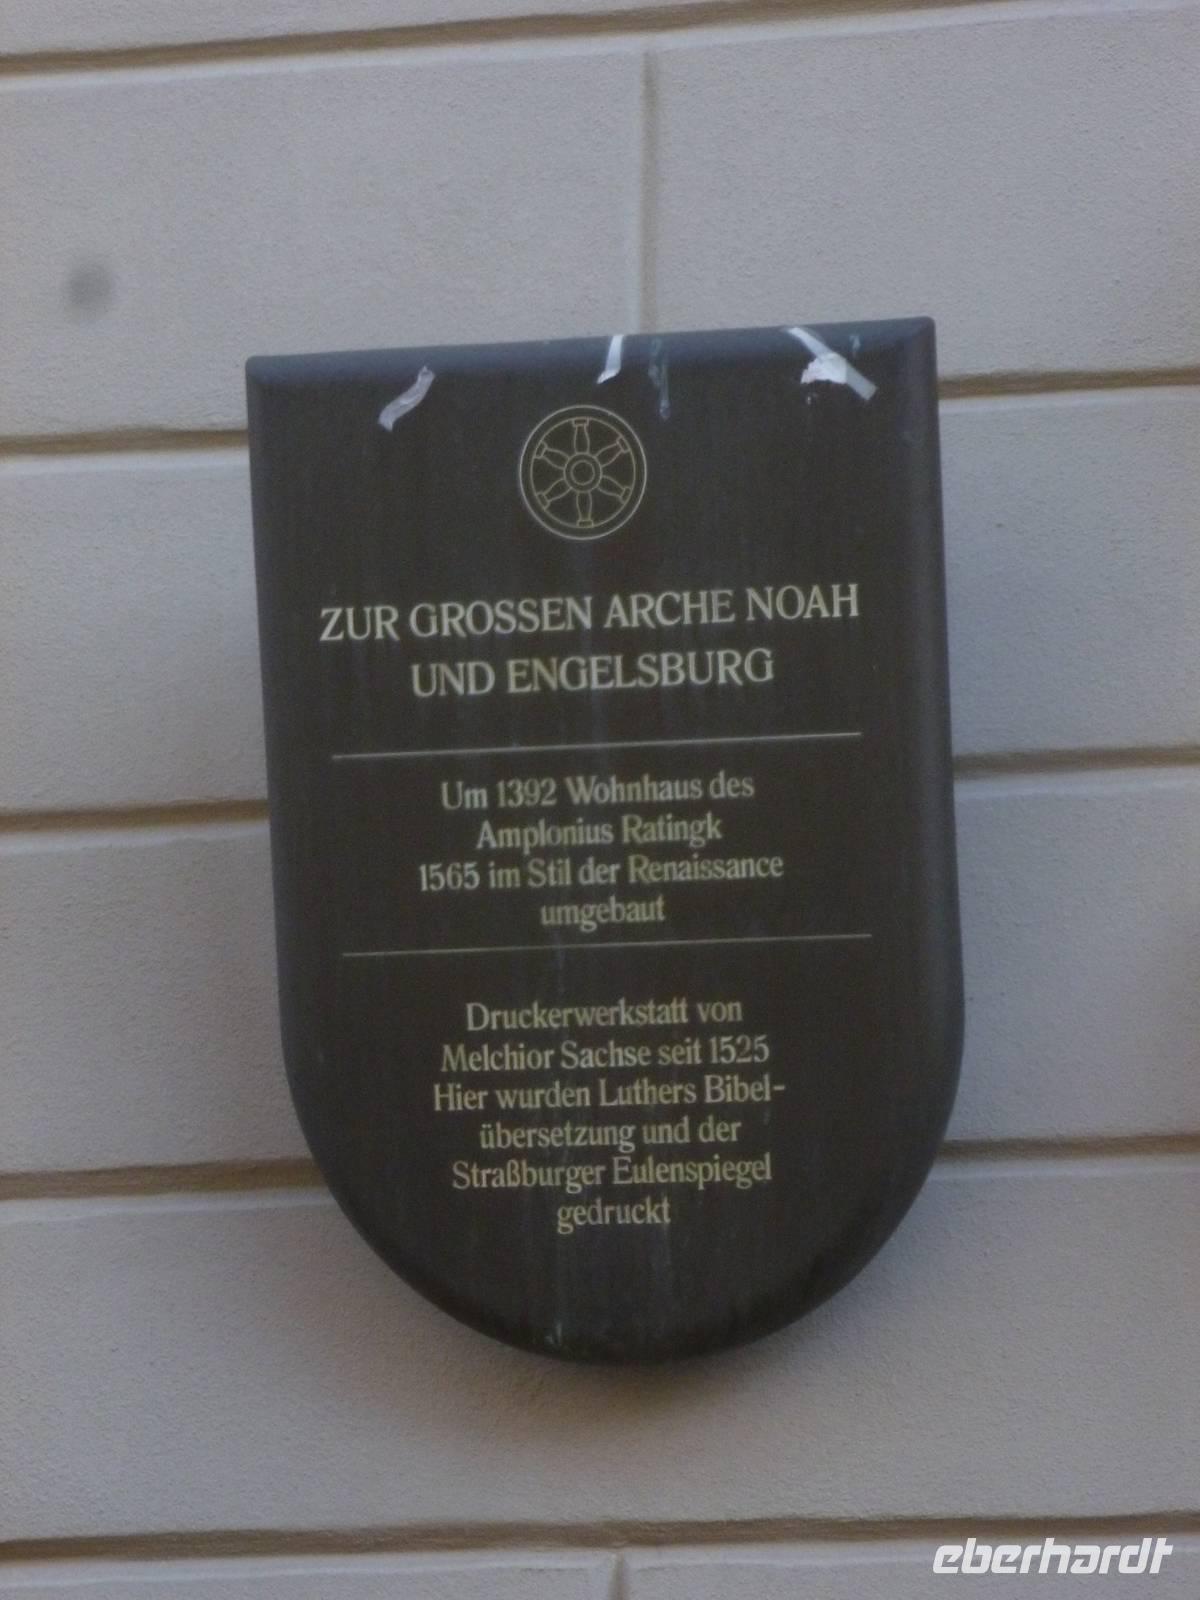 ZUR GROSSEN ARCHE NOAH
UND ENGELSBURG
Um 1392 Wohnhaus des
Amplonius Ratingk
1565 im Stil der Renaissance
umgebaut
Druckerwerkstatt von
Melchior Sachse seit 1525
Hier wurden Luthers Bibel-
übersetzung und der
Straßburger Eulenspiegel
gedruckt
eberhardt